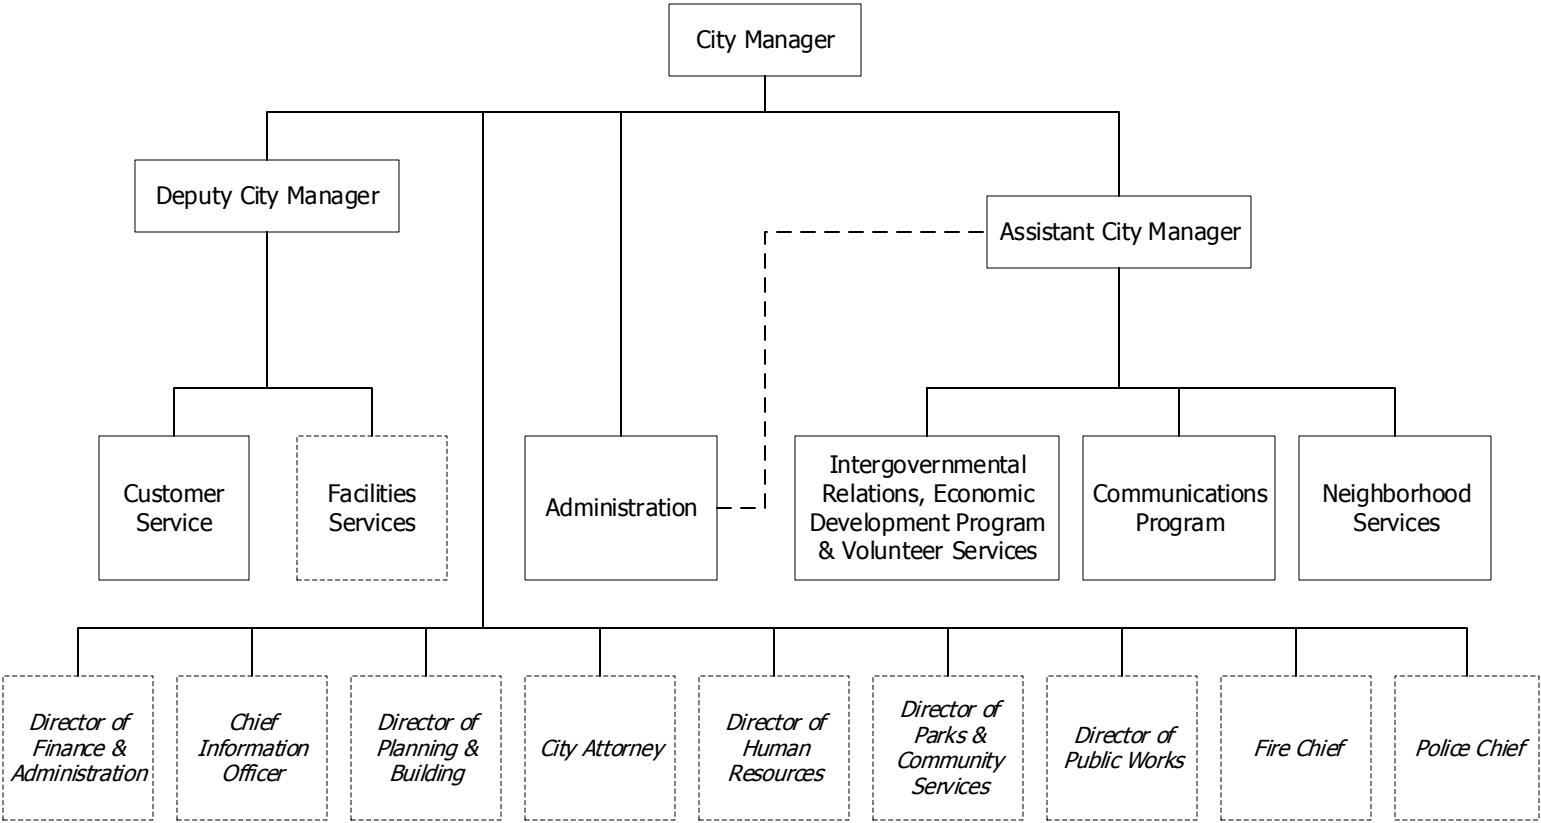 City Manager
Deputy City Manager
Assistant City Manager
Customer
Service
Facilities
Services
Administration
Intergovernmental
Relations, Economic
Development Program
& Volunteer Services
Communications
Program
Neighborhood
Services
Director of
Finance &
Administration
Chief
Information
Officer
Director of
Planning &
Building
City Attorney
Director of
Human
Resources
Director of
Parks &
Community
Services
Director of
Public Works
Fire Chief
Police Chief